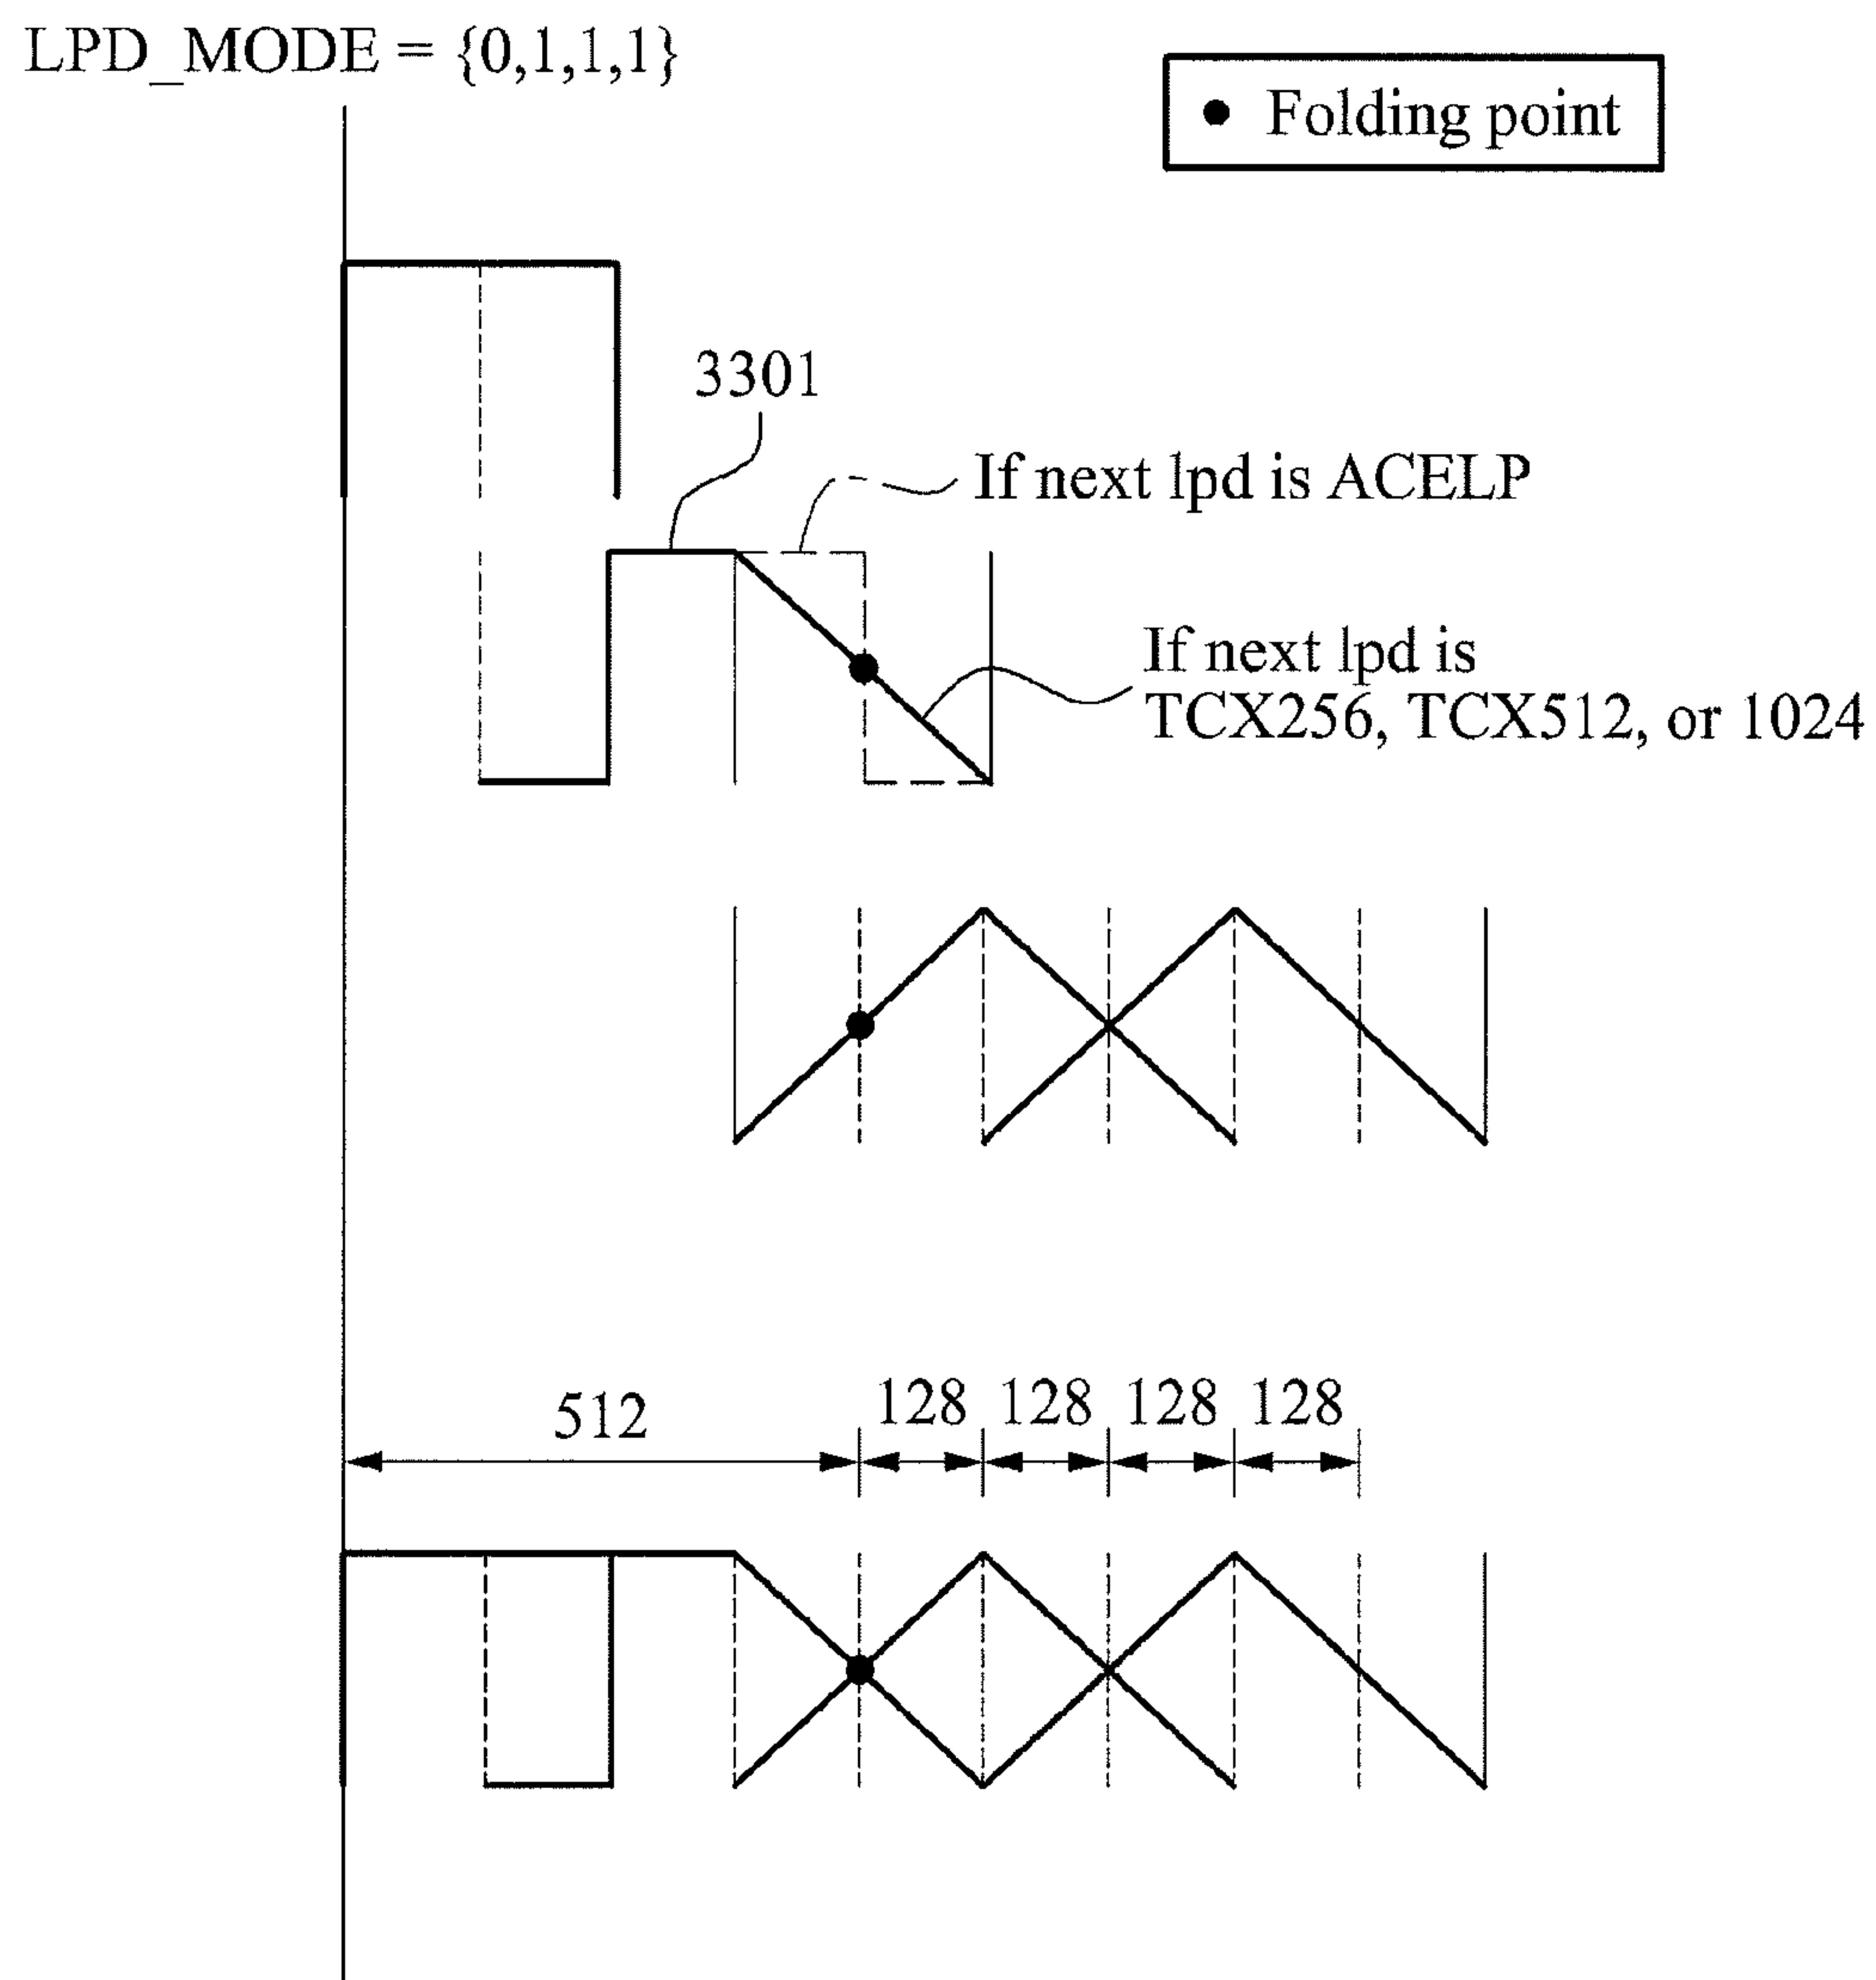 LPD_MODE = {0,1,1,1}
Folding point
3301
If next lpd is ACELP
If next lpd is
TCX256, TCX512, or 1024
512
128
128
128
128